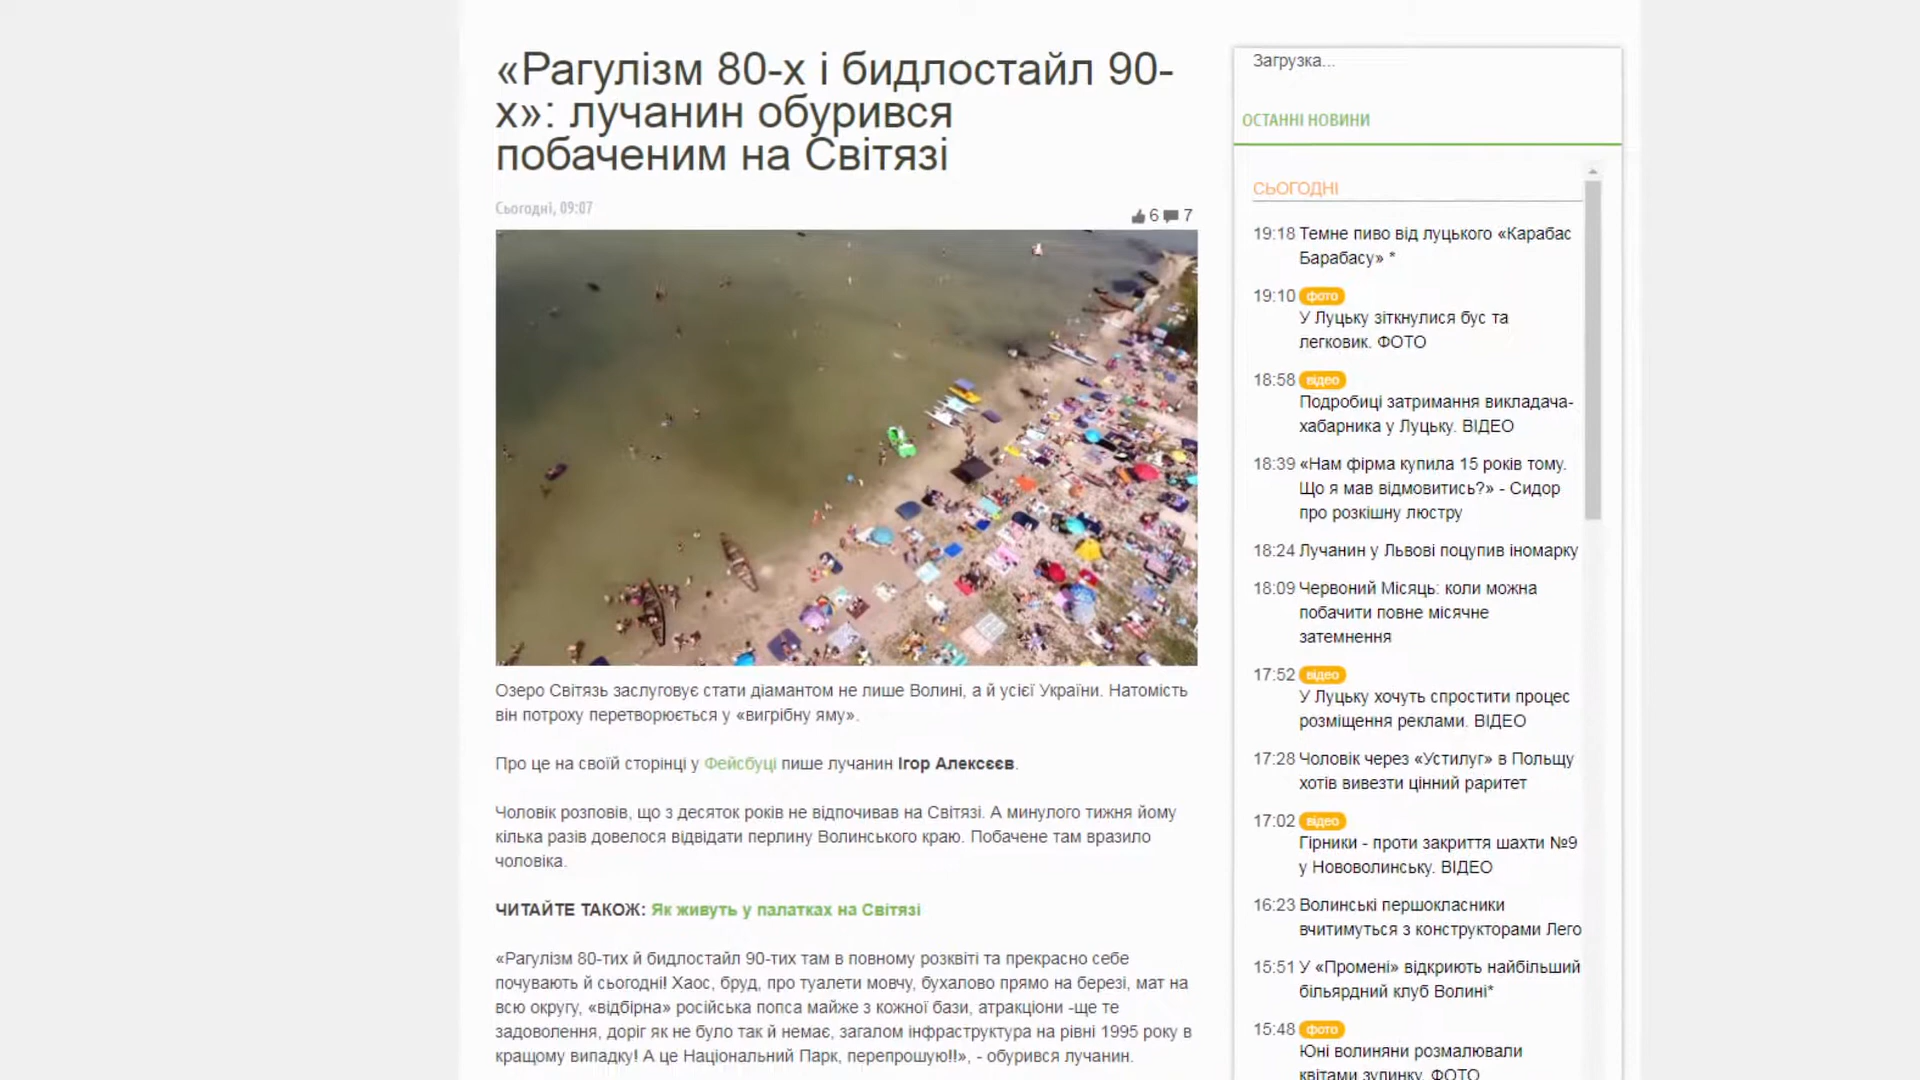 «Рагулізм 80-х і бидлостайл 90-
х»: лучанин обурився
побаченим на Світязі
Сьогодні, 09:07
6 7
Озеро Світязь заслуговує стати діамантом не лише Волині, а й усієї України. Натомість
він потроху перетворюється у «вигрібну яму».
Про це на своїй сторінці у Фейсбуці пише лучанин Ігор Алексєєв.
Чоловік розповів, що з десяток років не відпочивав на Світязі. А минулого тижня йому
кілька разів довелося відвідати перлину Волинського краю. Побачене там вразило
чоловіка.
ЧИТАЙТЕ ТАКОЖ: Як живуть у палатках на Світязі
«Рагулізм 80-тих й бидлостайл 90-тих там в повному розквіті та прекрасно себе
почувають й сьогодні! Хаос, бруд, про туалети мовчу, бухалово прямо на березі, мат на
всю округу, «відбірна» російська попса майже з кожної бази, атракціони -ще те
задоволення, доріг як не було так й немає, загалом інфраструктура на рівні 1995 року в
кращому випадку! А це Національний Парк, перепрошую!!», - обурився лучанин.
Загрузка...
ОСТАННІ НОВИНИ
СЬОГОДНІ
19:18 Темне пиво від луцького «Карабас
Барабасу» *
19:10 фото
У Луцьку зіткнулися бус та
легковик. ФОТО
18:58 відео
Подробиці затримання викладача-
хабарника у Луцьку. ВІДЕО
18:39 «Нам фірма купила 15 років тому.
Що я мав відмовитись?» - Сидор
про розкішну люстру
18:24 Лучанин у Львові поцупив іномарку
18:09 Червоний Місяць: коли можна
побачити повне місячне
затемнення
17:52 відео
У Луцьку хочуть спростити процес
розміщення реклами. ВІДЕО
17:28 Чоловік через «Устилуг» в Польщу
хотів вивезти цінний раритет
17:02 відео
Гірники - проти закриття шахти №9
у Нововолинську. ВІДЕО
16:23 Волинські першокласники
вчитимуться з конструкторами Лего
15:51 У «Промені» відкриють найбільший
більярдний клуб Волині*
15:48 фото
Юні волиняни розмалювали
квітами зупинку. ФОТО